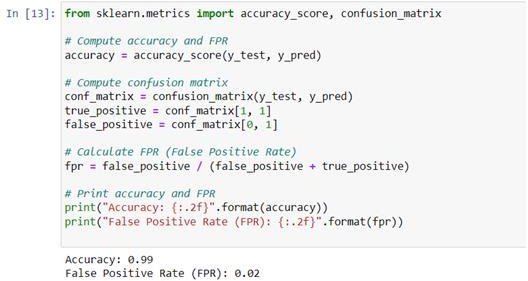 In [13]: from sklearn.metrics import accuracy_score, confusion_matrix
# Compute accuracy and FPR
accuracy = accuracy_score(y_test, y_pred)
# Compute confusion matrix
conf_matrix = confusion_matrix(y_test, y_pred)
true_positive = conf_matrix[1, 1]
false_positive = conf_matrix[0, 1]
# Calculate FPR (False Positive Rate)
fpr = false_positive / (false_positive + true_positive)
# Print accuracy and FPR
print("Accuracy: {:.2f}".format(accuracy))
print("False Positive Rate (FPR): {:.2f}".format(fpr))
Accuracy: 0.99
False Positive Rate (FPR): 0.02